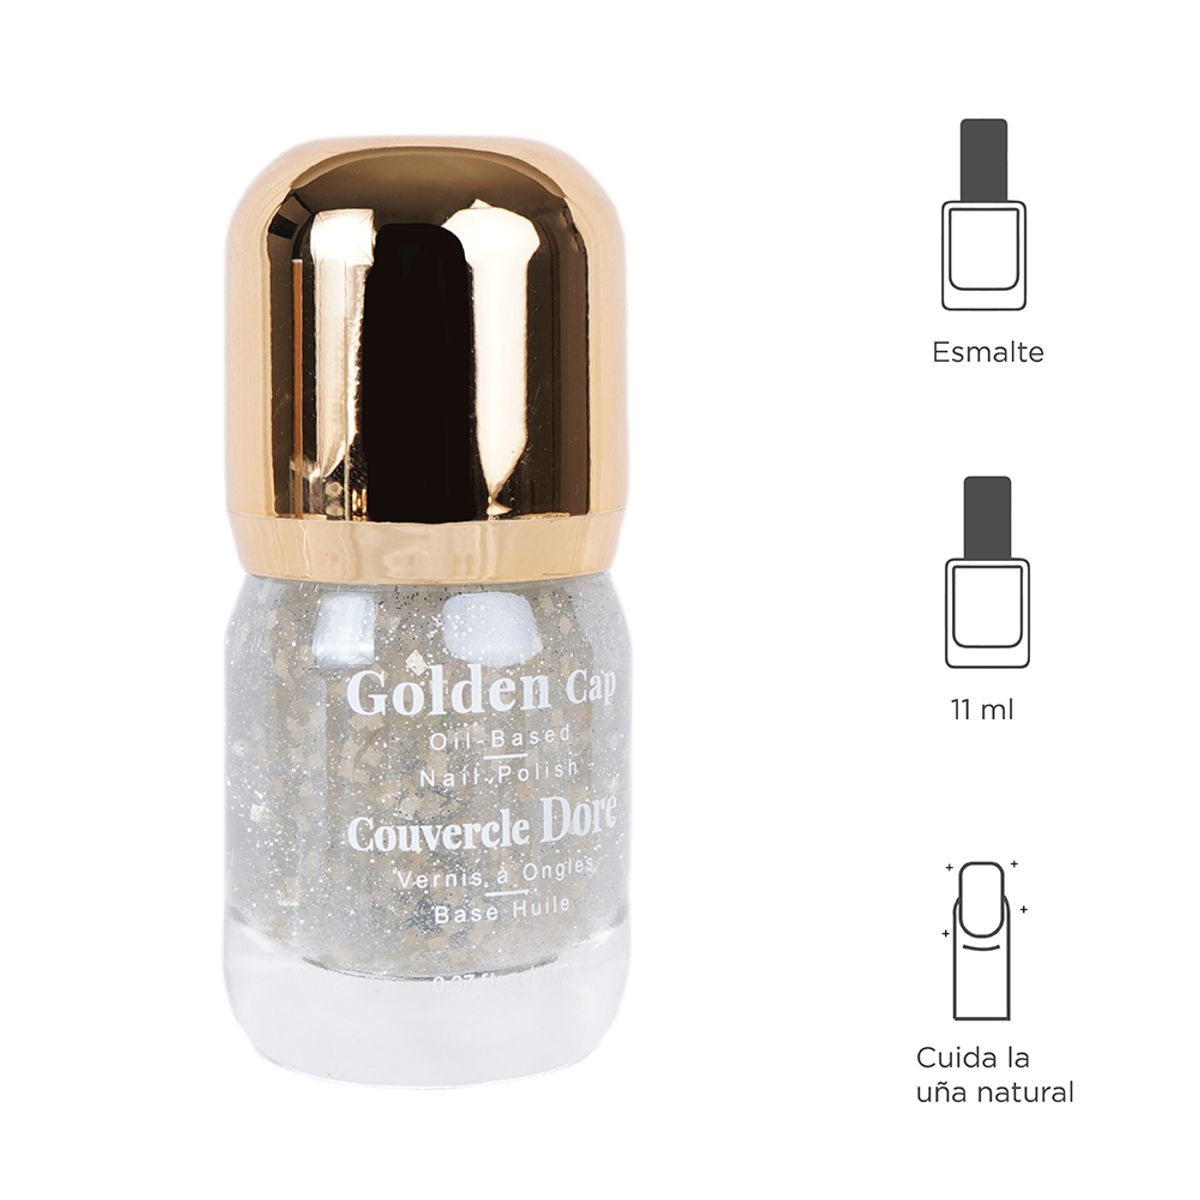 Golden Cap
Oil-Based
Nail Polish
Couvercle Doré
Vernis à Ongles
Base Huile
Esmalte
11 ml
Cuida la
uña natural